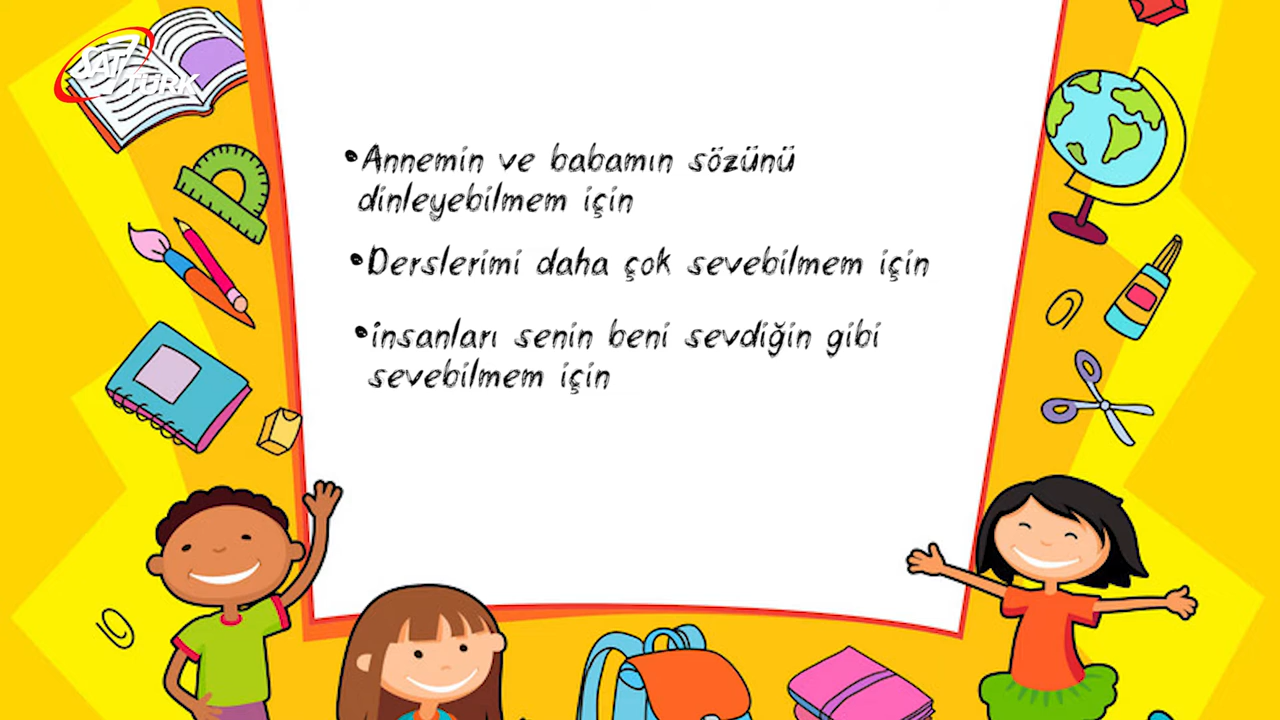 SAT7
TÜRK
•Annemin ve babamın sözünü
dinleyebilmem için
•Derslerimi daha çok sevebilmem için
•insanları senin beni sevdiğin gibi
sevebilmem için